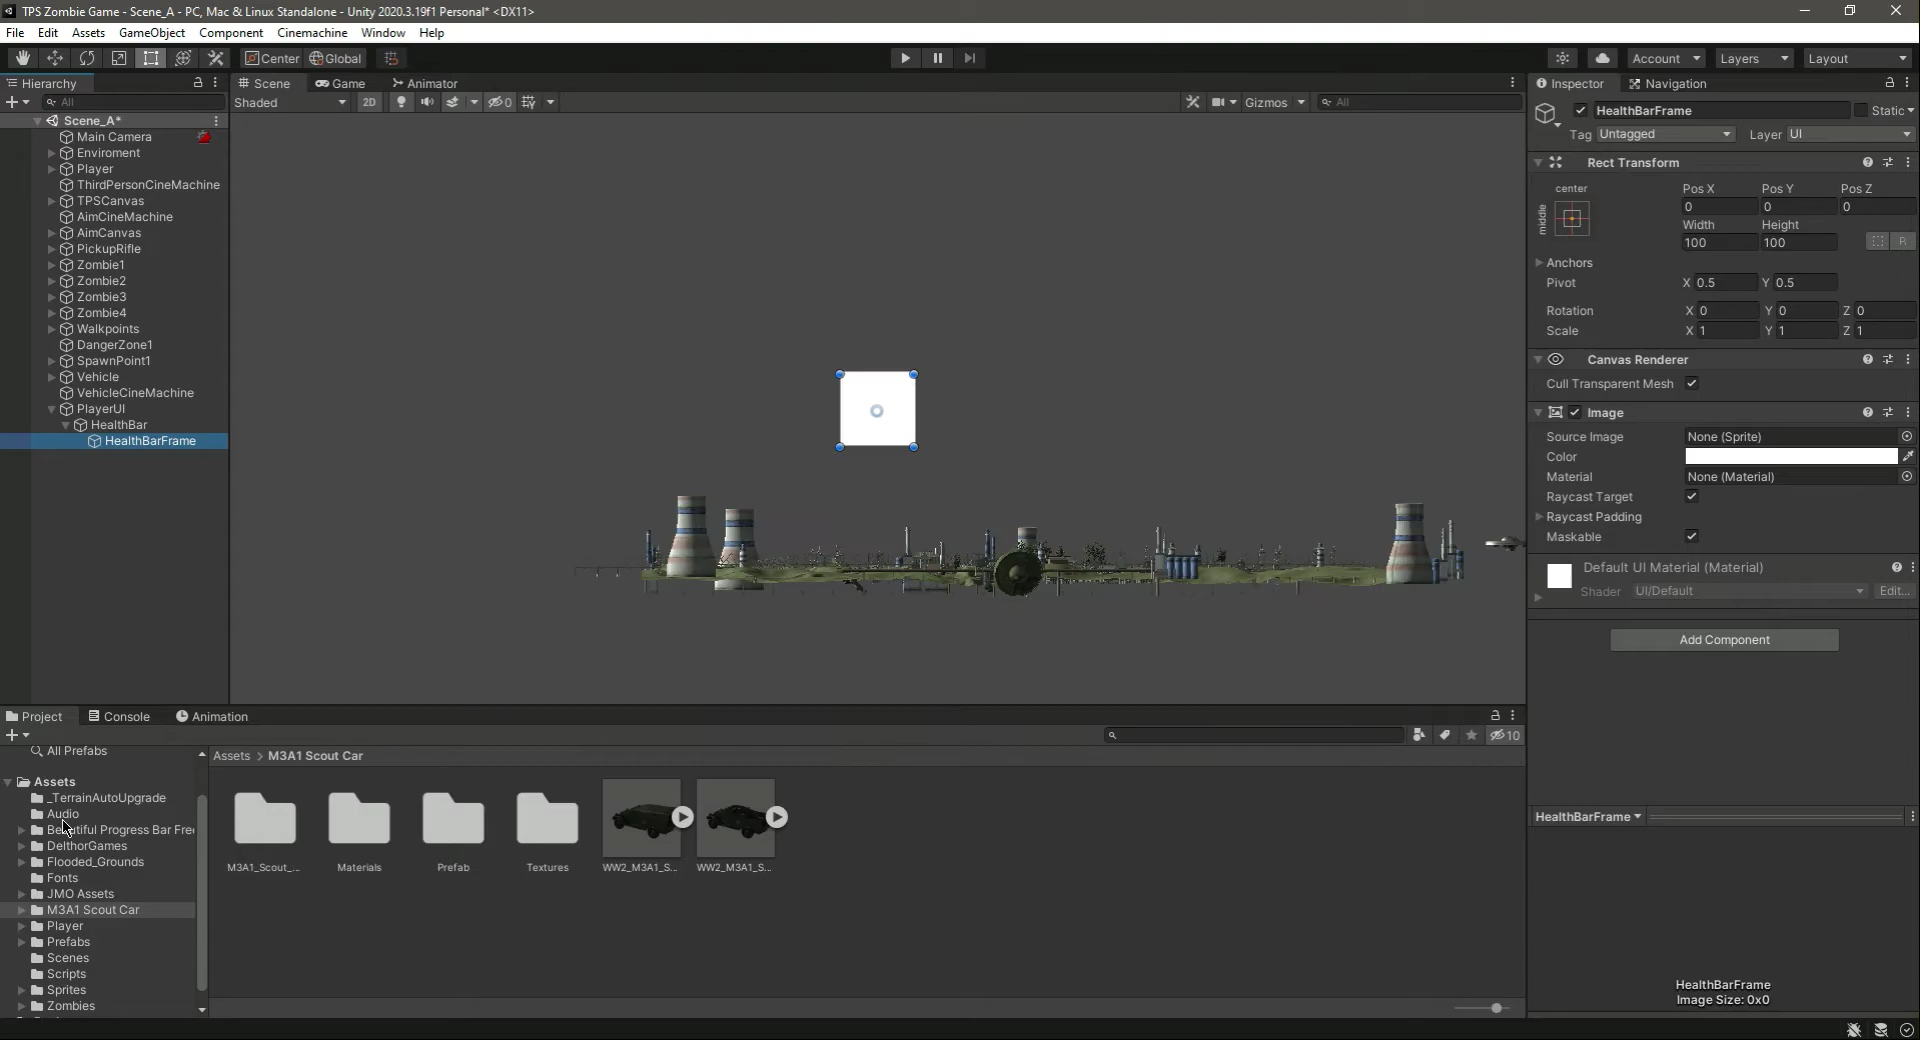 TPS Zombie Game - Scene_A - PC, Mac & Linux Standalone - Unity 2020.3.19f1 Personal* <DX11>
File Edit Assets GameObject Component Cinemachine Window Help
Center Global Account Layers Layout
Hierarchy
All
Scene_A*
Main Camera
Enviroment
Player
ThirdPersonCineMachine
TPSCanvas
AimCineMachine
AimCanvas
PickupRifle
Zombie1
Zombie2
Zombie3
Zombie4
Walkpoints
DangerZone1
SpawnPoint1
Vehicle
VehicleCineMachine
PlayerUI
HealthBar
HealthBarFrame
Scene Game Animator
Shaded 2D 0 Gizmos All
Inspector Navigation
HealthBarFrame Static
Tag Untagged Layer UI
Rect Transform
center
middle
Pos X Pos Y Pos Z
0 0 0
Width Height
100 100 R
Anchors
Pivot X 0.5 Y 0.5
Rotation X 0 Y 0 Z 0
Scale X 1 Y 1 Z 1
Canvas Renderer
Cull Transparent Mesh
Image
Source Image None (Sprite)
Color
Material None (Material)
Raycast Target
Raycast Padding
Maskable
Default UI Material (Material)
Shader UI/Default Edit...
Add Component
HealthBarFrame
HealthBarFrame
Image Size: 0x0
Project Console Animation
10
All Prefabs
Assets
_TerrainAutoUpgrade
Audio
Beautiful Progress Bar Free
DelthorGames
Flooded_Grounds
Fonts
JMO Assets
M3A1 Scout Car
Player
Prefabs
Scenes
Scripts
Sprites
Zombies
Assets > M3A1 Scout Car
M3A1_Scout_... Materials Prefab Textures WW2_M3A1_S... WW2_M3A1_S...